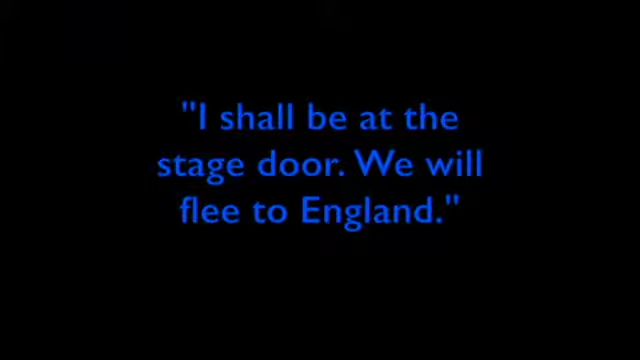 "I shall be at the
stage door. We will
flee to England."